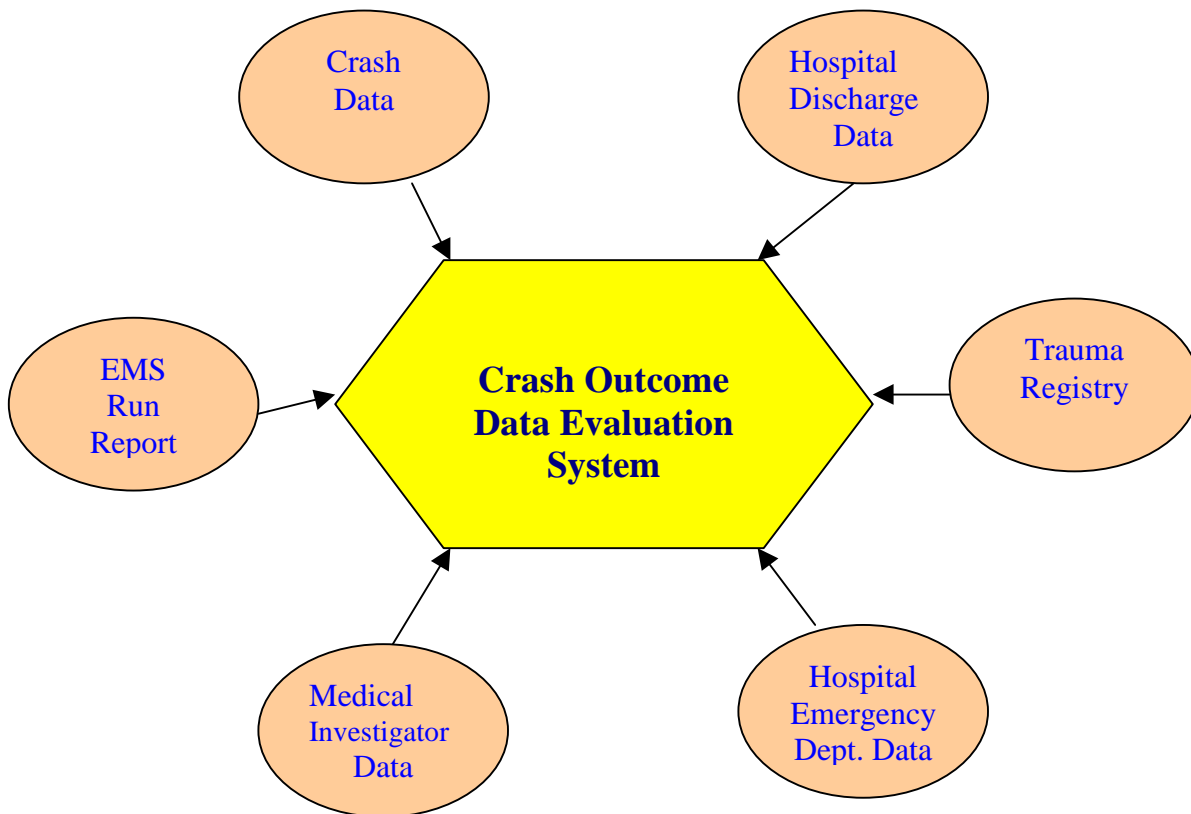 Crash
Data
Hospital
Discharge
Data
EMS
Run
Report
Crash Outcome
Data Evaluation
System
Trauma
Registry
Medical
Investigator
Data
Hospital
Emergency
Dept. Data